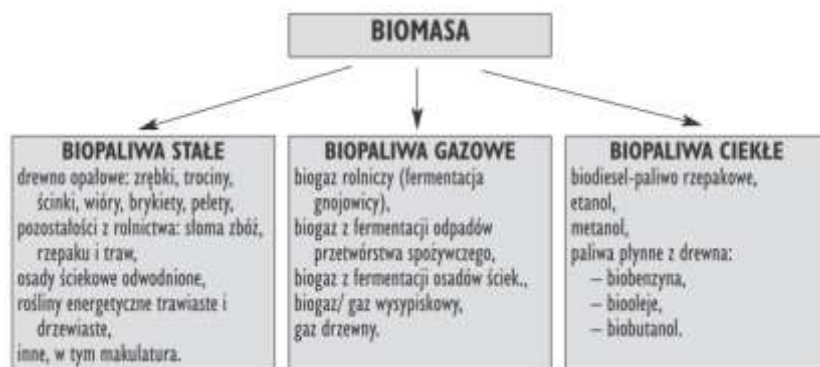 BIOMASA
BIOPALIWA STAŁE
drewno opałowe: zrębki, trociny,
ścinki, wióry, brykiety, pelety,
pozostałości z rolnictwa: słoma zbóż,
rzepaku i traw,
osady ściekowe odwodnione,
rośliny energetyczne trawiaste i
drzewiaste,
inne, w tym makulatura.
BIOPALIWA GAZOWE
biogaz rolniczy (fermentacja
gnojowicy),
biogaz z fermentacji odpadów
przetwórstwa spożywczego,
biogaz z fermentacji osadów ściek.,
biogaz/ gaz wysypiskowy,
gaz drzewny.
BIOPALIWA CIEKŁE
biodiesel-paliwo rzepakowe,
etanol,
metanol,
paliwa płynne z drewna:
– biobenzyna,
– biooleje,
– biobutanol.